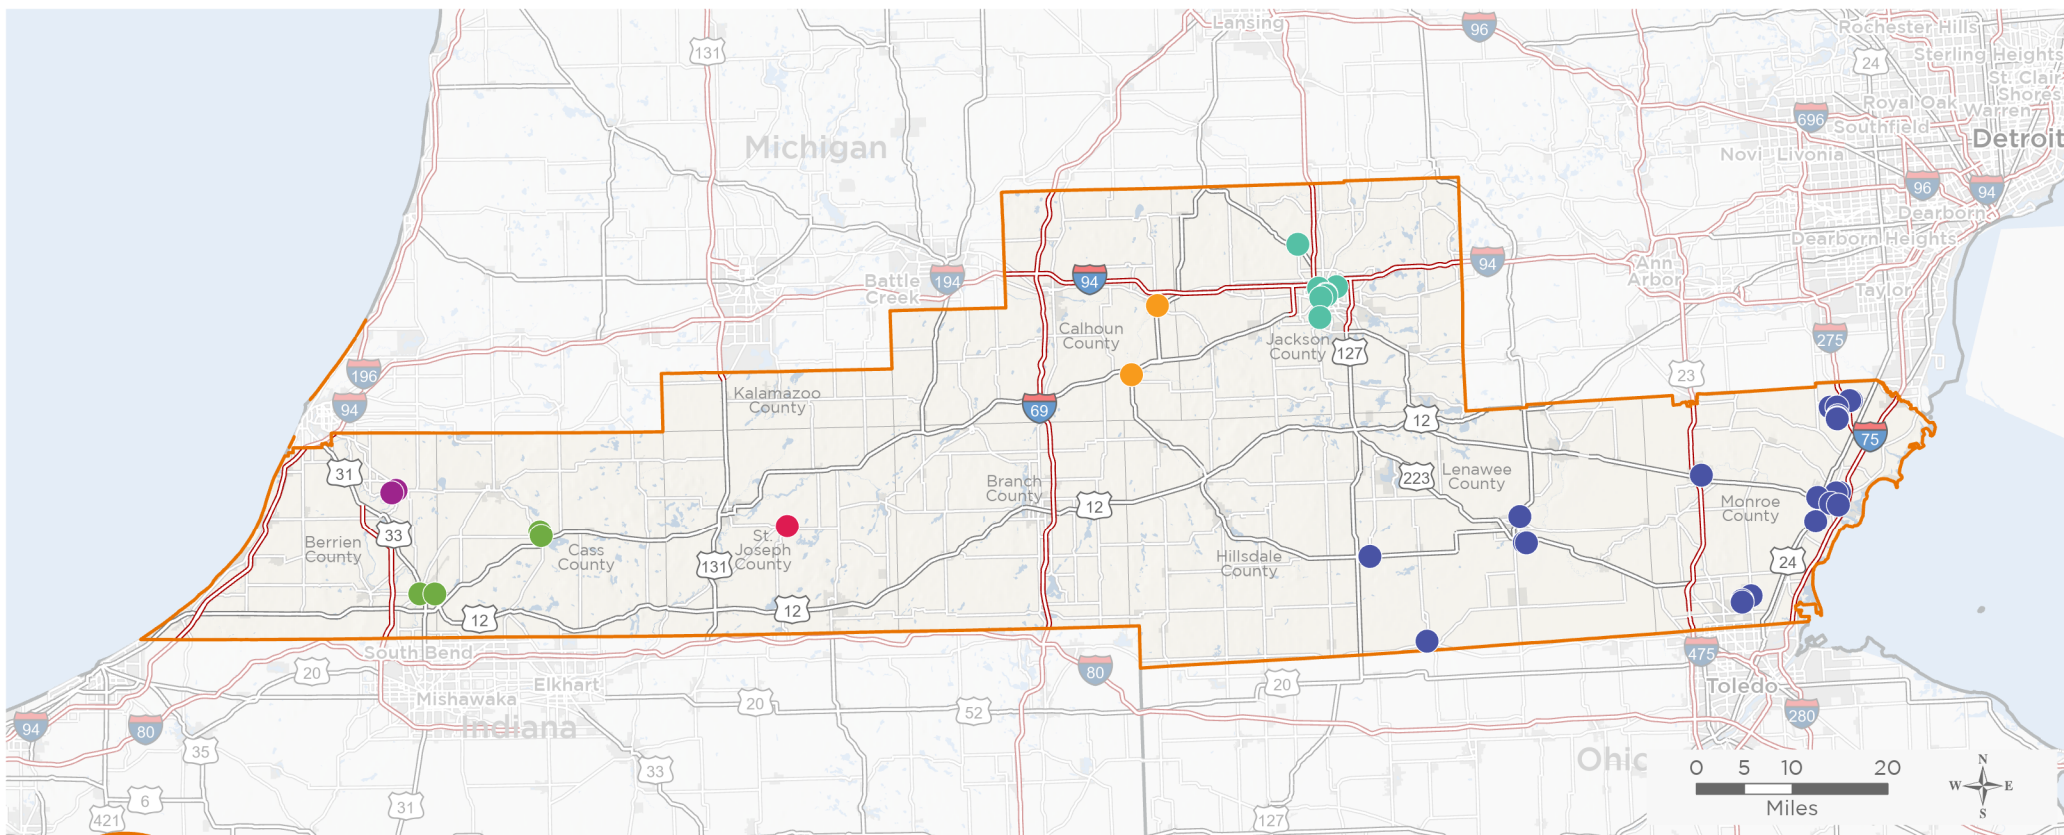 Lansing
96
Rochester Hills
131
24
Sterling Heights
St. Clair
Shores
Royal Oak
Warren
696
Southfield
Detroit
Michigan
Novi
Livonia
96
94
Dearborn
Dearborn Heights
94
Ann
Arbor
Battle
Creek
194
94
Taylor
Calhoun
County
Jackson
County
127
275
196
23
94
Kalamazoo
County
69
12
75
31
223
Lenawee
County
Branch
County
12
Monroe
County
33
Berrien
County
Cass
County
St.
Joseph
County
131
Hillsdale
County
24
12
12
South Bend
20
Elkhart
Mishawaka
80
475
20
Toledo
20
52
280
94
80
Indiana
35
33
Ohio
6
31
421
127
0
5
10
20
Miles
N
W
E
S